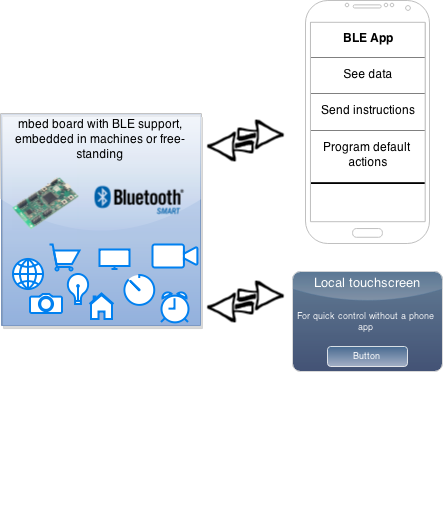 mbed board with BLE support,
embedded in machines or free-
standing
Bluetooth®
SMART
BLE App
See data
Send instructions
Program default
actions
Local touchscreen
For quick control without a phone
app
Button